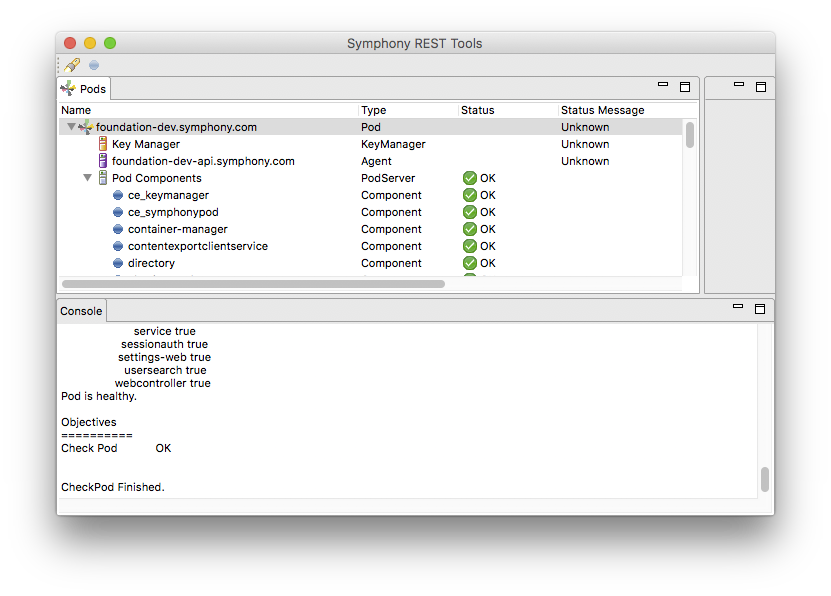 Symphony REST Tools
Pods
Name Type Status Status Message
foundation-dev.symphony.com Pod Unknown
Key Manager KeyManager Unknown
foundation-dev-api.symphony.com Agent Unknown
Pod Components PodServer OK
ce_keymanager Component OK
ce_symphonypod Component OK
container-manager Component OK
contentexportclientservice Component OK
directory Component OK
Console
service true
sessionauth true
settings-web true
usersearch true
webcontroller true
Pod is healthy.
Objectives
==========
Check Pod OK
CheckPod Finished.